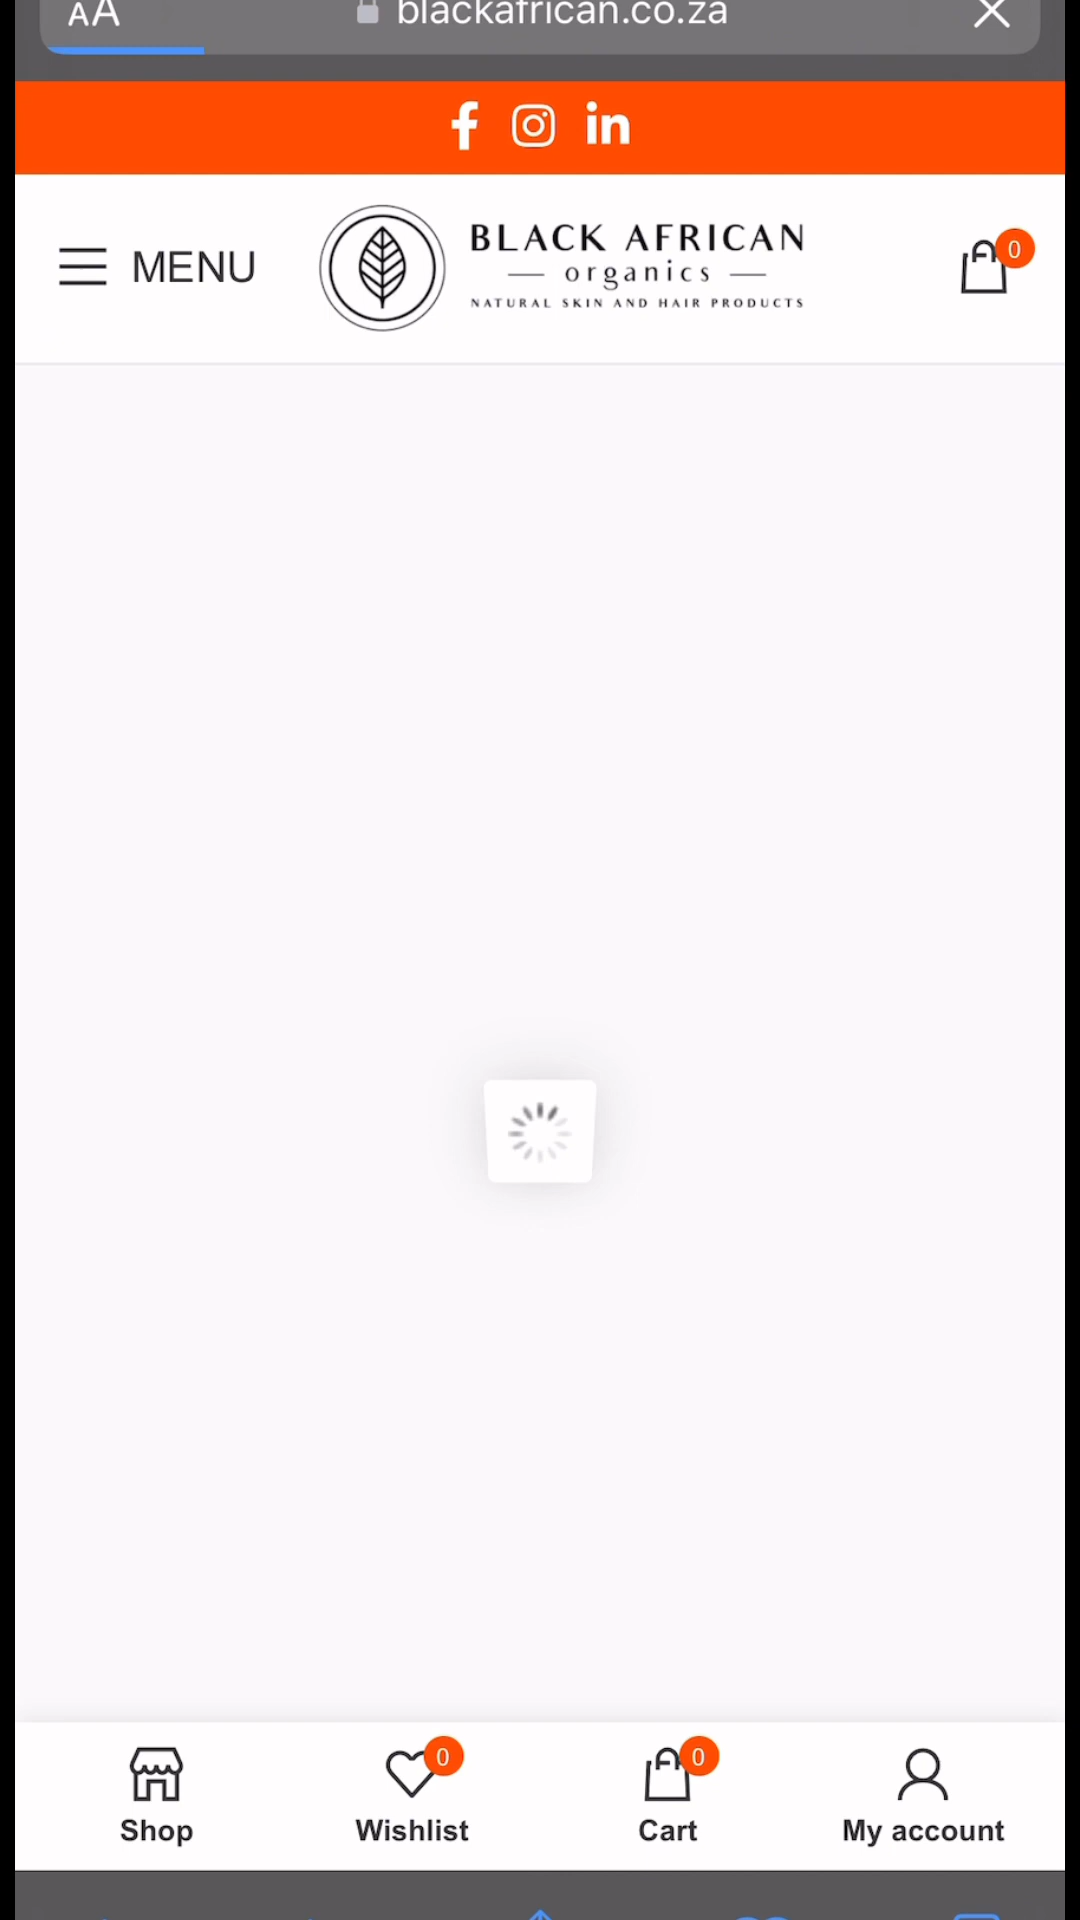 AA blackafrican.co.za
MENU
BLACK AFRICAN
organics
NATURAL SKIN AND HAIR PRODUCTS
0
0
0
Shop
Wishlist
Cart
My account